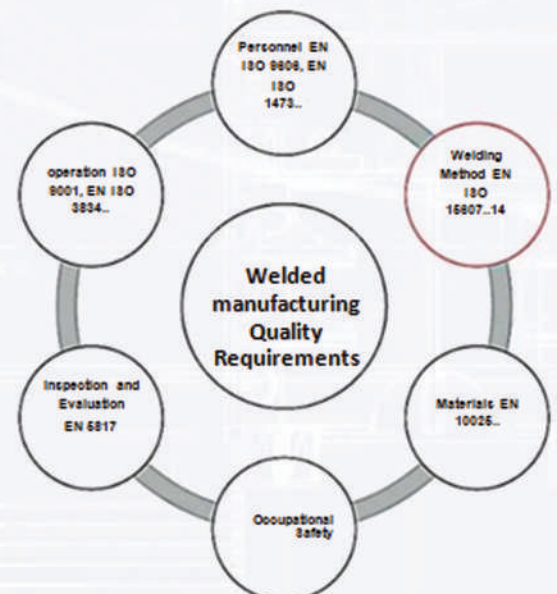 Personnel EN
ISO 9606, EN
ISO
1473..
Welding
Method EN
ISO
15607..14
Materials EN
10025..
Occupational
Safety
Inspection and
Evaluation
EN 5817
operation ISO
9001, EN ISO
3834..
Welded
manufacturing
Quality
Requirements